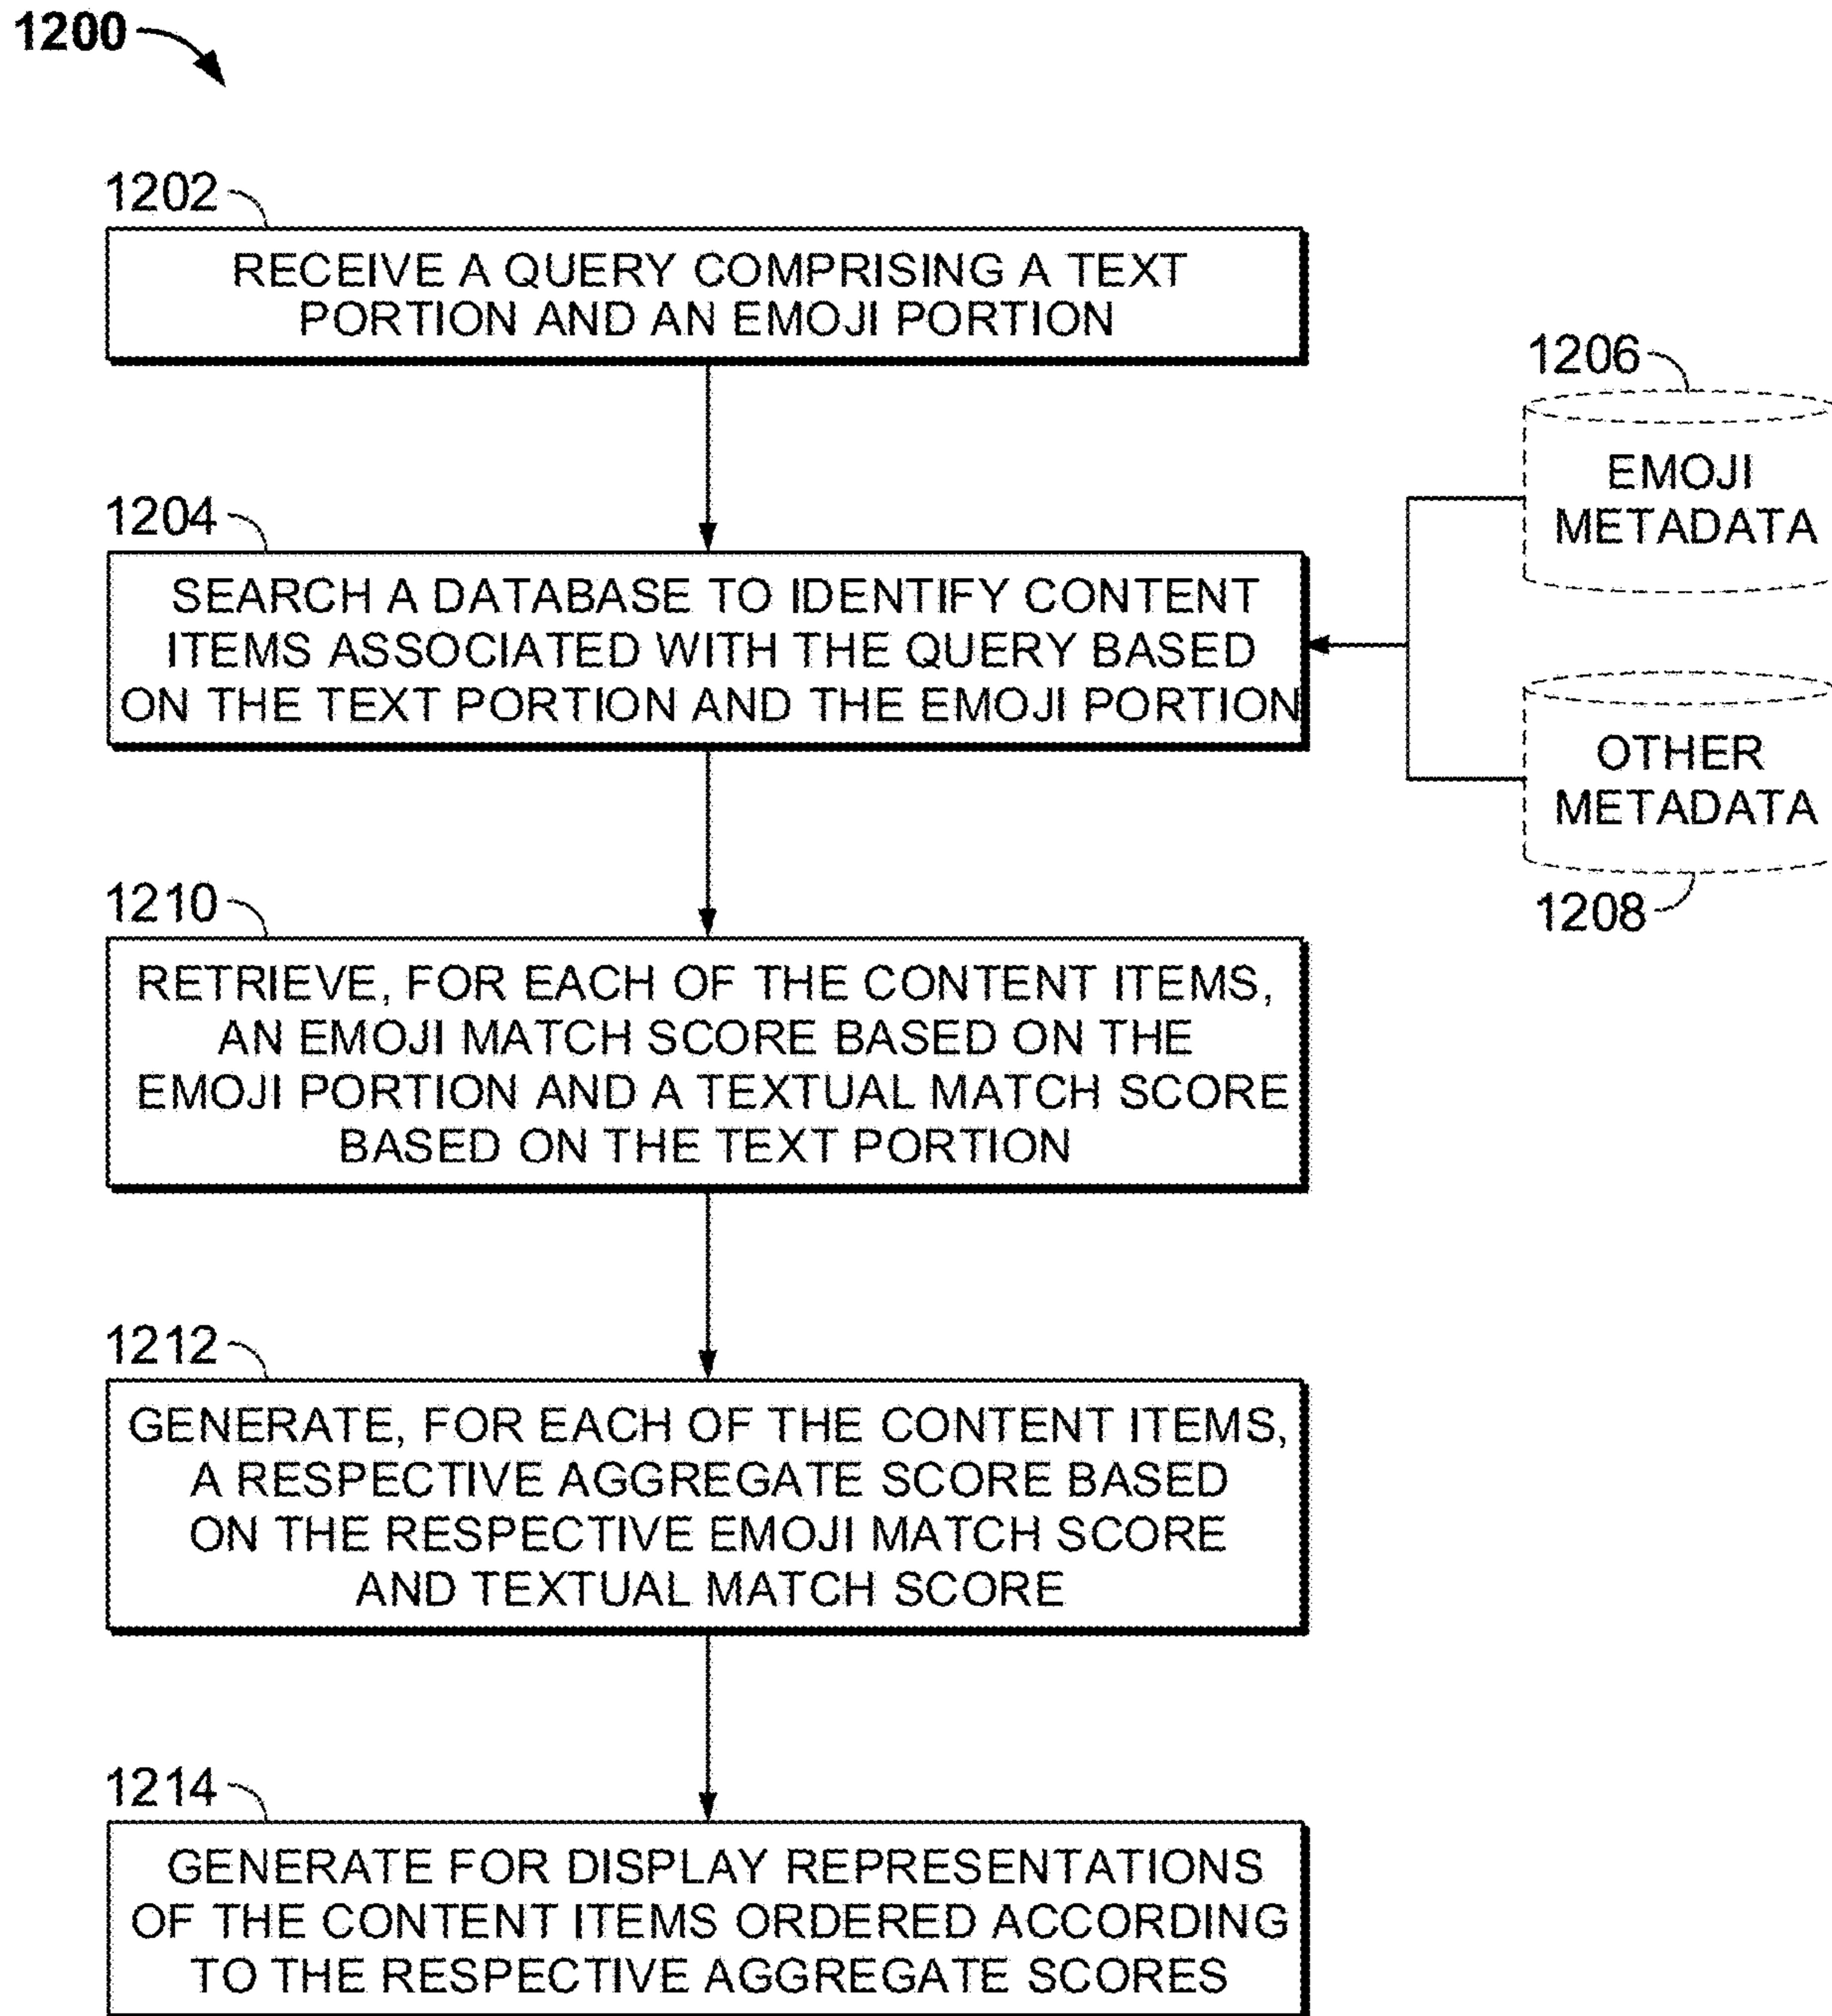 1200
1202
RECEIVE A QUERY COMPRISING A TEXT
PORTION AND AN EMOJI PORTION
1204
SEARCH A DATABASE TO IDENTIFY CONTENT
ITEMS ASSOCIATED WITH THE QUERY BASED
ON THE TEXT PORTION AND THE EMOJI PORTION
1206
EMOJI
METADATA
OTHER
METADATA
1208
1210
RETRIEVE, FOR EACH OF THE CONTENT ITEMS,
AN EMOJI MATCH SCORE BASED ON THE
EMOJI PORTION AND A TEXTUAL MATCH SCORE
BASED ON THE TEXT PORTION
1212
GENERATE, FOR EACH OF THE CONTENT ITEMS,
A RESPECTIVE AGGREGATE SCORE BASED
ON THE RESPECTIVE EMOJI MATCH SCORE
AND TEXTUAL MATCH SCORE
1214
GENERATE FOR DISPLAY REPRESENTATIONS
OF THE CONTENT ITEMS ORDERED ACCORDING
TO THE RESPECTIVE AGGREGATE SCORES